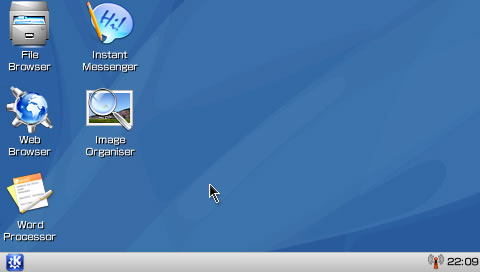 File
Browser
Hi!
Instant
Messenger
Web
Browser
Image
Organiser
Word
Processor
K
22:09